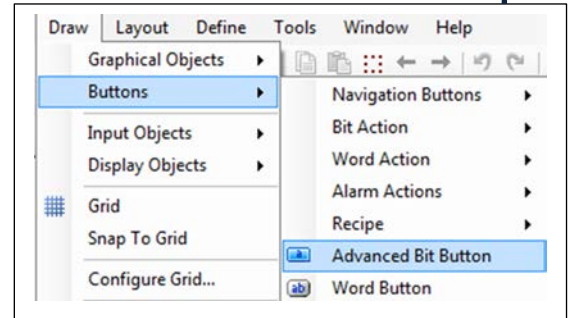 Draw Layout Define Tools Window Help
Graphical Objects
Buttons
Input Objects
Display Objects
Grid
Snap To Grid
Configure Grid...
Navigation Buttons
Bit Action
Word Action
Alarm Actions
Recipe
a
Advanced Bit Button
ab
Word Button